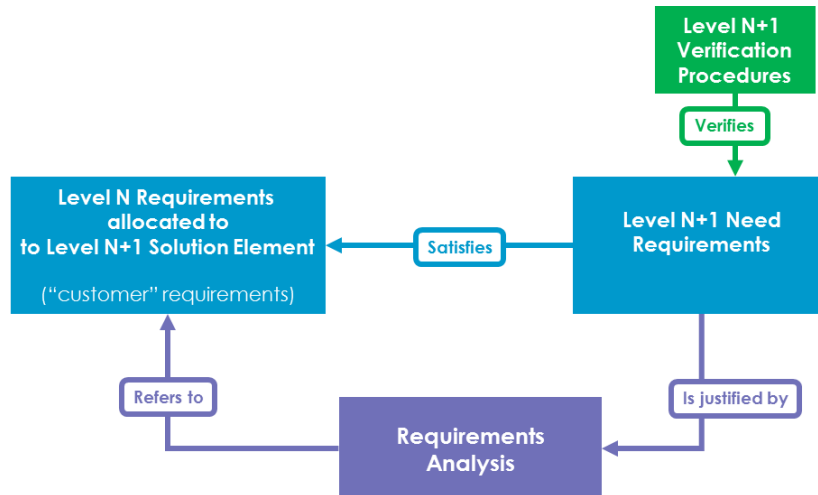 Level N+1
Verification
Procedures
Verifies
Level N Requirements
allocated to
to Level N+1 Solution Element
(“customer” requirements)
Satisfies
Level N+1 Need
Requirements
Refers to
Is justified by
Requirements
Analysis